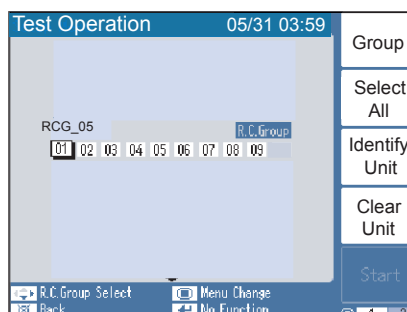 Test Operation 05/31 03:59
Group
Select
All
RCG_05
R.C.Group
01 02 03 04 05 06 07 08 09
Identify
Unit
Clear
Unit
Start
R.C.Group Select Menu Change
Back No Function
1